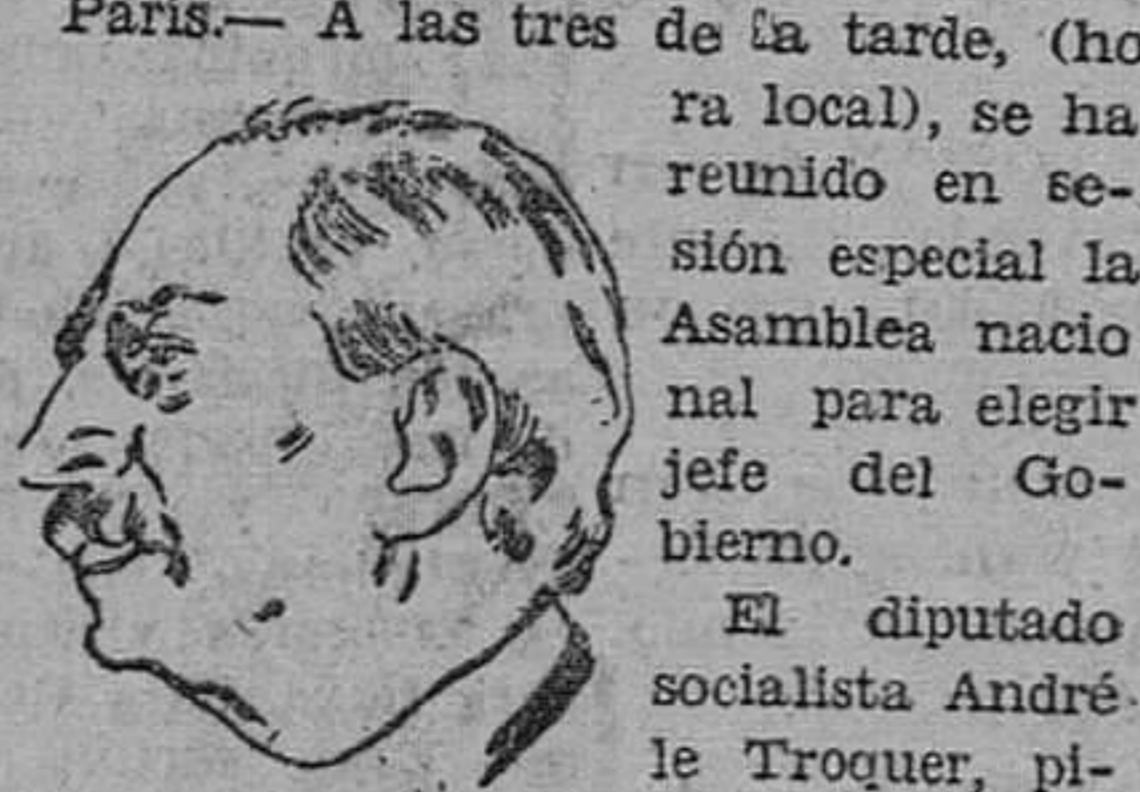 París.— A las tres de la tarde, (ho
ra local), se ha
reunido en se-
sión especial la
Asamblea nacio
nal para elegir
jefe del Go-
bierno.
El diputado
socialista André
le Troquer, pi-